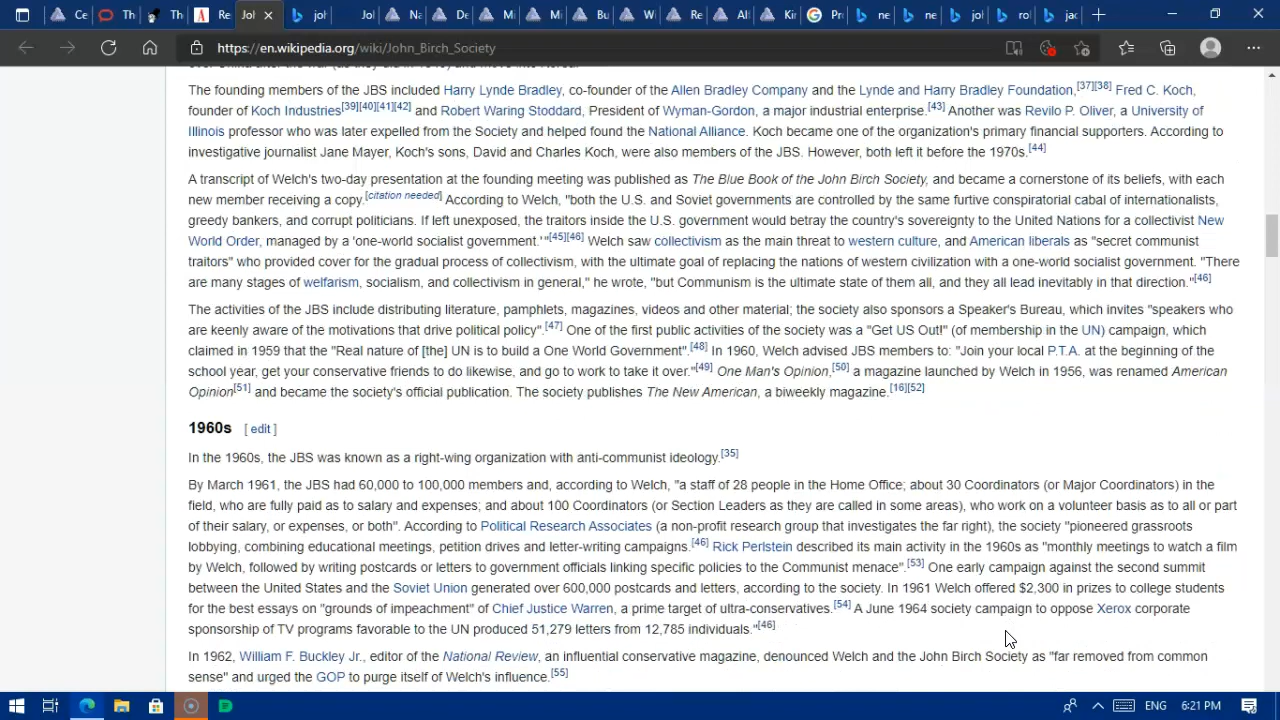 Ce
Th
Th
Re
Jol
joh
Jol
Na
De
Mi
Mi
Bu
Wi
Re
All
Kir
Pr
ne
ne
jol
ro
jac
https://en.wikipedia.org/wiki/John_Birch_Society
The founding members of the JBS included Harry Lynde Bradley, co-founder of the Allen Bradley Company and the Lynde and Harry Bradley Foundation,[37][38] Fred C. Koch,
founder of Koch Industries[39][40][41][42] and Robert Waring Stoddard, President of Wyman-Gordon, a major industrial enterprise.[43] Another was Revilo P. Oliver, a University of
Illinois professor who was later expelled from the Society and helped found the National Alliance. Koch became one of the organization's primary financial supporters. According to
investigative journalist Jane Mayer, Koch's sons, David and Charles Koch, were also members of the JBS. However, both left it before the 1970s.[44]
A transcript of Welch's two-day presentation at the founding meeting was published as The Blue Book of the John Birch Society, and became a cornerstone of its beliefs, with each
new member receiving a copy.[citation needed] According to Welch, "both the U.S. and Soviet governments are controlled by the same furtive conspiratorial cabal of internationalists,
greedy bankers, and corrupt politicians. If left unexposed, the traitors inside the U.S. government would betray the country's sovereignty to the United Nations for a collectivist New
World Order, managed by a 'one-world socialist government.'"[45][46] Welch saw collectivism as the main threat to western culture, and American liberals as "secret communist
traitors" who provided cover for the gradual process of collectivism, with the ultimate goal of replacing the nations of western civilization with a one-world socialist government. "There
are many stages of welfarism, socialism, and collectivism in general," he wrote, "but Communism is the ultimate state of them all, and they all lead inevitably in that direction."[46]
The activities of the JBS include distributing literature, pamphlets, magazines, videos and other material; the society also sponsors a Speaker's Bureau, which invites "speakers who
are keenly aware of the motivations that drive political policy".[47] One of the first public activities of the society was a "Get US Out!" (of membership in the UN) campaign, which
claimed in 1959 that the "Real nature of [the] UN is to build a One World Government".[48] In 1960, Welch advised JBS members to: "Join your local P.T.A. at the beginning of the
school year, get your conservative friends to do likewise, and go to work to take it over."[49] One Man's Opinion,[50] a magazine launched by Welch in 1956, was renamed American
Opinion[51] and became the society's official publication. The society publishes The New American, a biweekly magazine.[16][52]
1960s [ edit ]
In the 1960s, the JBS was known as a right-wing organization with anti-communist ideology.[35]
By March 1961, the JBS had 60,000 to 100,000 members and, according to Welch, "a staff of 28 people in the Home Office; about 30 Coordinators (or Major Coordinators) in the
field, who are fully paid as to salary and expenses; and about 100 Coordinators (or Section Leaders as they are called in some areas), who work on a volunteer basis as to all or part
of their salary, or expenses, or both". According to Political Research Associates (a non-profit research group that investigates the far right), the society "pioneered grassroots
lobbying, combining educational meetings, petition drives and letter-writing campaigns.[46] Rick Perlstein described its main activity in the 1960s as "monthly meetings to watch a film
by Welch, followed by writing postcards or letters to government officials linking specific policies to the Communist menace".[53] One early campaign against the second summit
between the United States and the Soviet Union generated over 600,000 postcards and letters, according to the society. In 1961 Welch offered $2,300 in prizes to college students
for the best essays on "grounds of impeachment" of Chief Justice Warren, a prime target of ultra-conservatives.[54] A June 1964 society campaign to oppose Xerox corporate
sponsorship of TV programs favorable to the UN produced 51,279 letters from 12,785 individuals."[46]
In 1962, William F. Buckley Jr., editor of the National Review, an influential conservative magazine, denounced Welch and the John Birch Society as "far removed from common
sense" and urged the GOP to purge itself of Welch's influence.[55]
ENG
6:21 PM